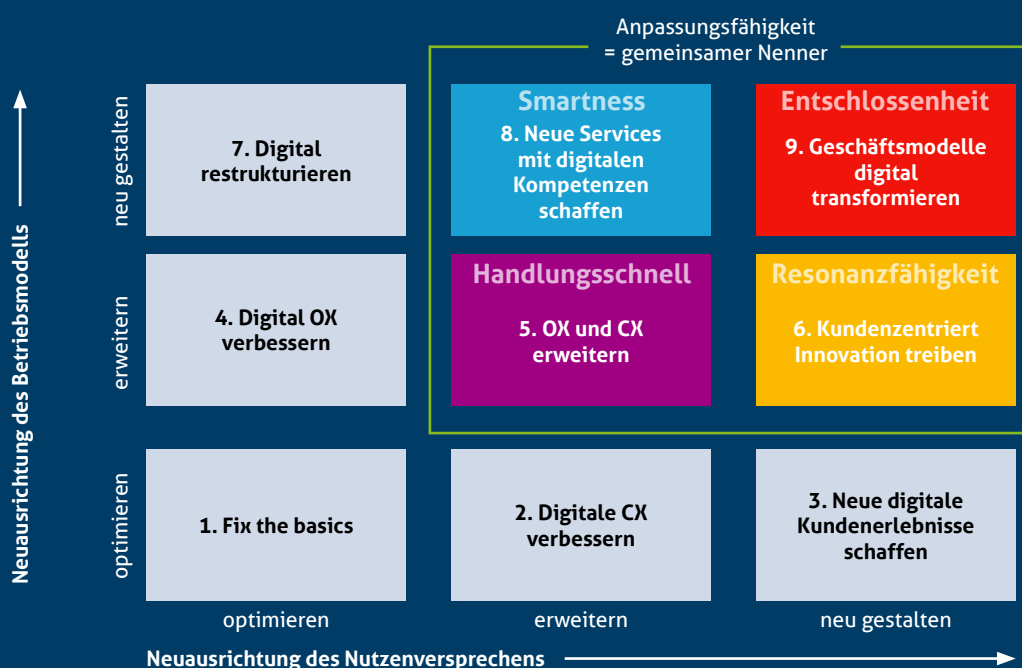 Anpassungsfähigkeit
= gemeinsamer Nenner
Neuausrichtung des Betriebsmodells
neu gestalten
7. Digital
restrukturieren
Smartness
8. Neue Services
mit digitalen
Kompetenzen
schaffen
Entschlossenheit
9. Geschäftsmodelle
digital
transformieren
erweitern
4. Digital OX
verbessern
Handlungsschnell
5. OX und CX
erweitern
Resonanzfähigkeit
6. Kundenzentriert
Innovation treiben
optimieren
1. Fix the basics
2. Digitale CX
verbessern
3. Neue digitale
Kundenerlebnisse
schaffen
optimieren
erweitern
neu gestalten
Neuausrichtung des Nutzenversprechens